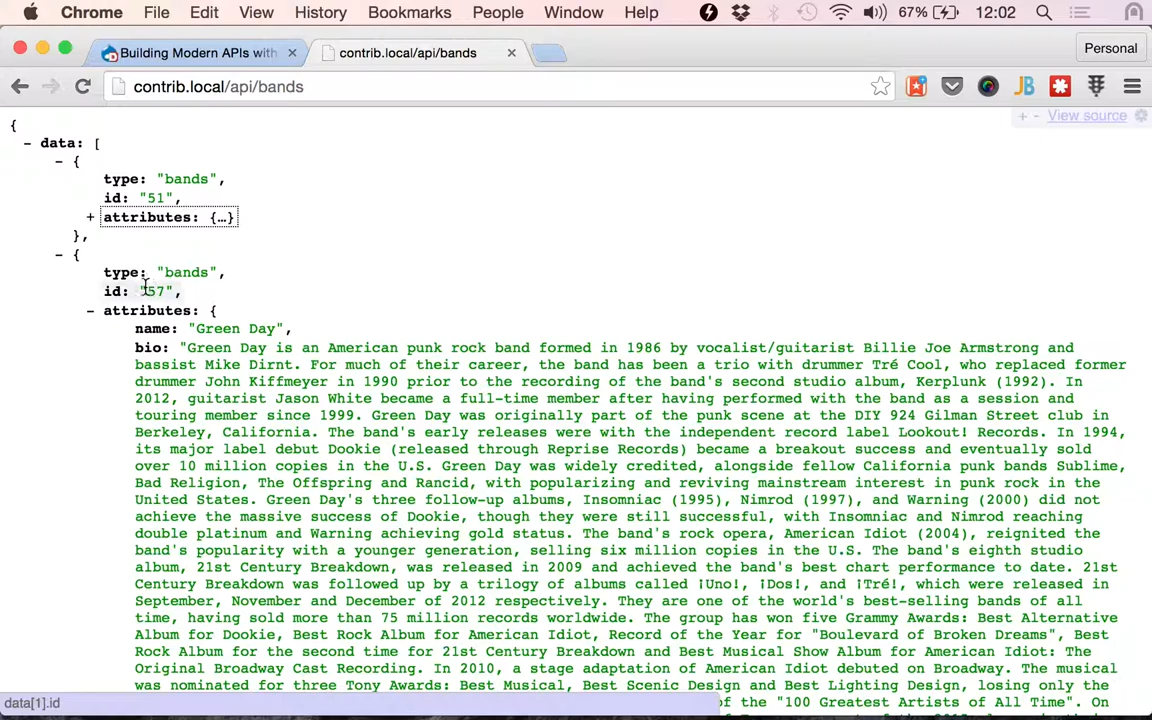 Chrome File Edit View History Bookmarks People Window Help 67% 12:02
Building Modern APIs with contrib.local/api/bands Personal
contrib.local/api/bands
+ - View source
{
- data: [
- {
type: "bands",
id: "51",
+ attributes: {…}
},
- {
type: "bands",
id: "57",
- attributes: {
name: "Green Day",
bio: "Green Day is an American punk rock band formed in 1986 by vocalist/guitarist Billie Joe Armstrong and
bassist Mike Dirnt. For much of their career, the band has been a trio with drummer Tré Cool, who replaced former
drummer John Kiffmeyer in 1990 prior to the recording of the band's second studio album, Kerplunk (1992). In
2012, guitarist Jason White became a full-time member after having performed with the band as a session and
touring member since 1999. Green Day was originally part of the punk scene at the DIY 924 Gilman Street club in
Berkeley, California. The band's early releases were with the independent record label Lookout! Records. In 1994,
its major label debut Dookie (released through Reprise Records) became a breakout success and eventually sold
over 10 million copies in the U.S. Green Day was widely credited, alongside fellow California punk bands Sublime,
Bad Religion, The Offspring and Rancid, with popularizing and reviving mainstream interest in punk rock in the
United States. Green Day's three follow-up albums, Insomniac (1995), Nimrod (1997), and Warning (2000) did not
achieve the massive success of Dookie, though they were still successful, with Insomniac and Nimrod reaching
double platinum and Warning achieving gold status. The band's rock opera, American Idiot (2004), reignited the
band's popularity with a younger generation, selling six million copies in the U.S. The band's eighth studio
album, 21st Century Breakdown, was released in 2009 and achieved the band's best chart performance to date. 21st
Century Breakdown was followed up by a trilogy of albums called ¡Uno!, ¡Dos!, and ¡Tré!, which were released in
September, November and December of 2012 respectively. They are one of the world's best-selling bands of all
time, having sold more than 75 million records worldwide. The group has won five Grammy Awards: Best Alternative
Album for Dookie, Best Rock Album for American Idiot, Record of the Year for "Boulevard of Broken Dreams", Best
Rock Album for the second time for 21st Century Breakdown and Best Musical Show Album for American Idiot: The
Original Broadway Cast Recording. In 2010, a stage adaptation of American Idiot debuted on Broadway. The musical
was nominated for three Tony Awards: Best Musical, Best Scenic Design and Best Lighting Design, losing only the
data[1].id of the "100 Greatest Artists of All Time". On